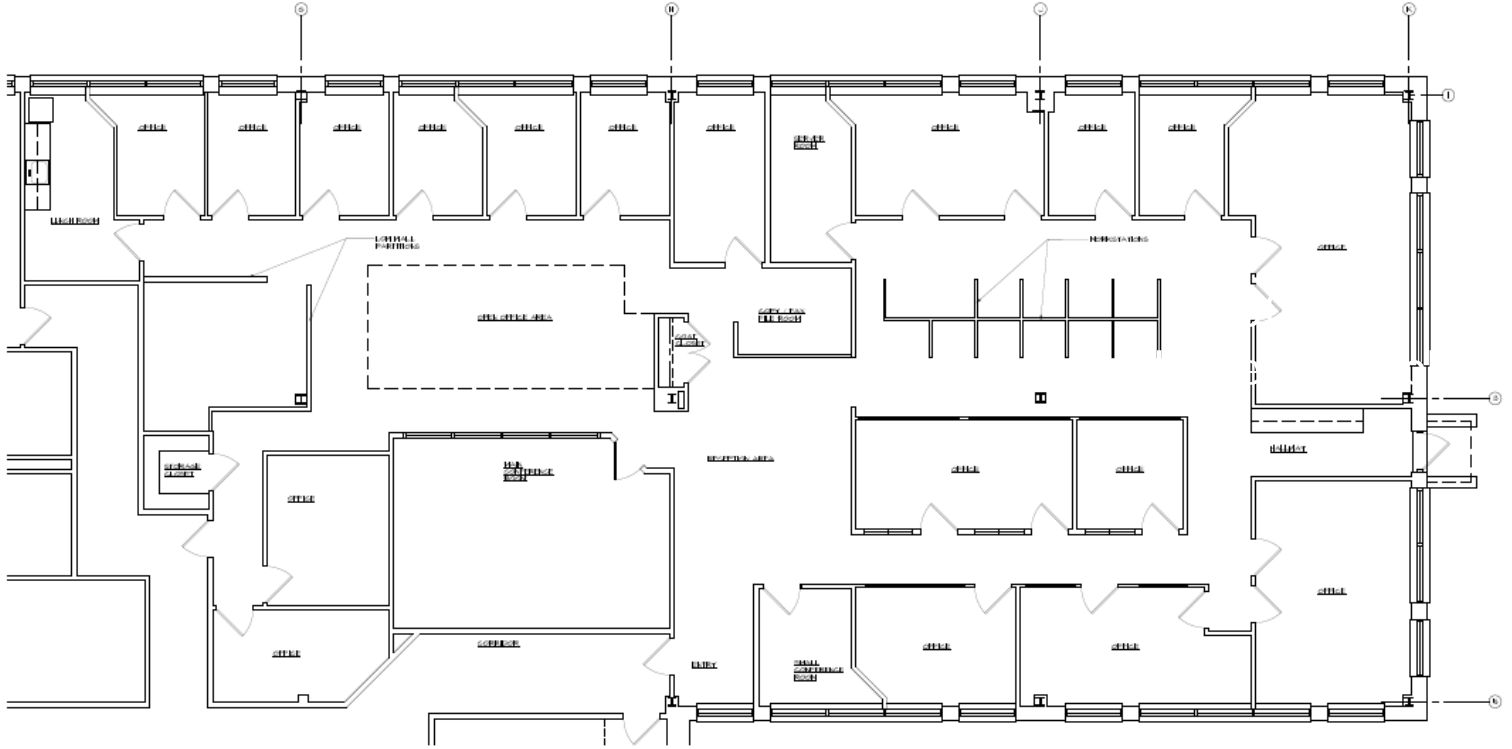 G
H
J
K
1
OFFICE
OFFICE
OFFICE
OFFICE
OFFICE
OFFICE
OFFICE
OFFICE
OFFICE
OFFICE
SERVER
ROOM
LUNCH ROOM
LOW WALL
PARTITIONS
WORKSTATIONS
OFFICE
OPEN OFFICE AREA
COPY / FAX
FILE ROOM
COAT
CLOSET
STORAGE
CLOSET
MAIN
CONFERENCE
ROOM
RECEPTION AREA
OFFICE
OFFICE
HALLWAY
OFFICE
OFFICE
CORRIDOR
OFFICE
ENTRY
SMALL
CONFERENCE
ROOM
OFFICE
OFFICE